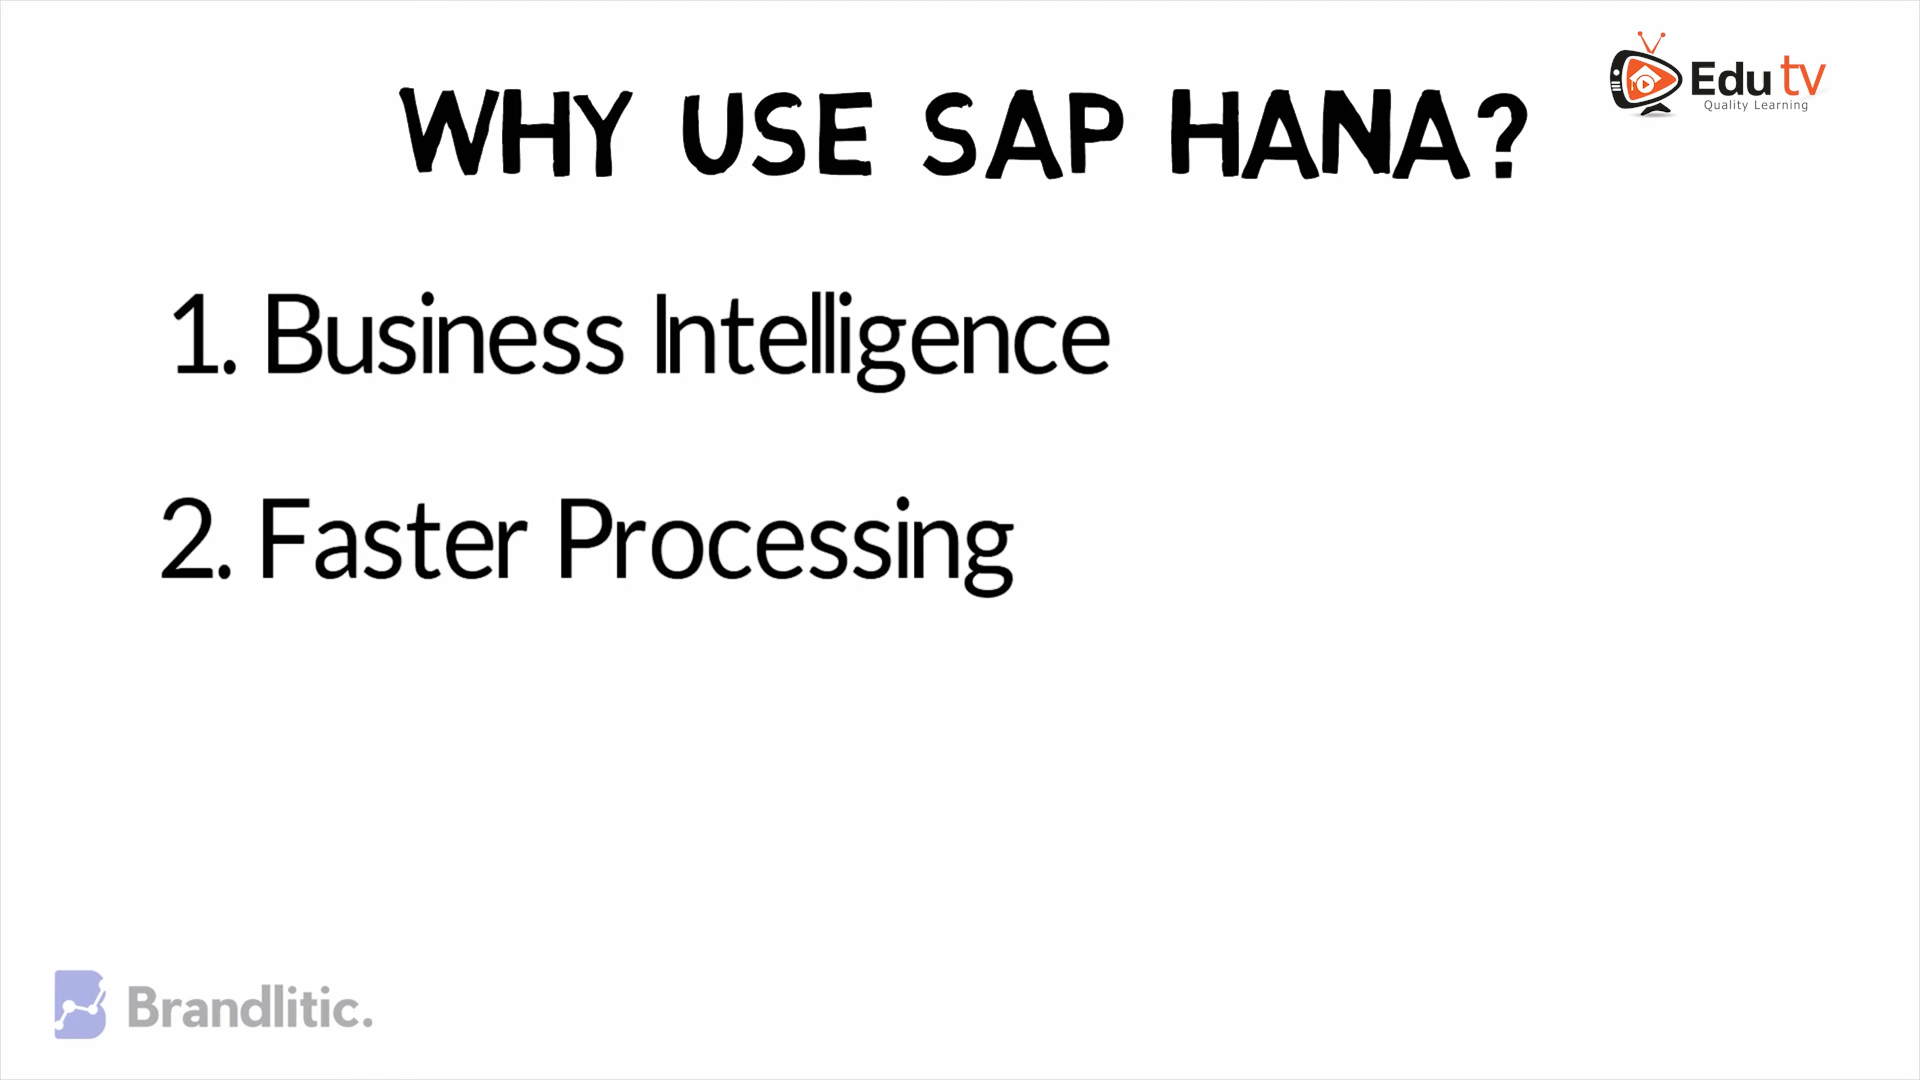 WHY USE SAP HANA?
Edu tv
Quality Learning
1. Business Intelligence
2. Faster Processing
Brandlitic.